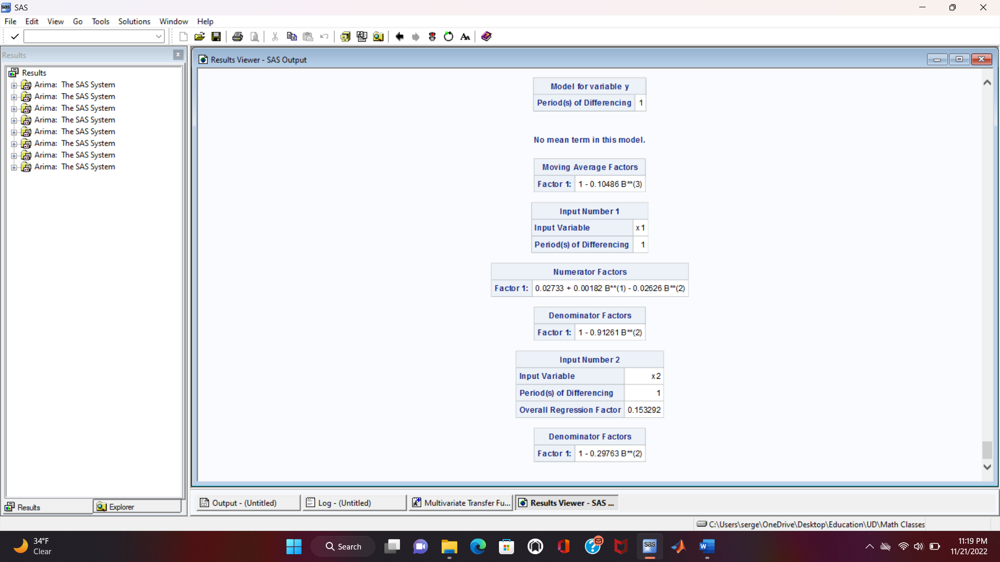 SAS
File Edit View Go Tools Solutions Window Help
Results
Results Viewer - SAS Output
Results
Arima: The SAS System
Arima: The SAS System
Arima: The SAS System
Arima: The SAS System
Arima: The SAS System
Arima: The SAS System
Arima: The SAS System
Arima: The SAS System
Model for variable y
Period(s) of Differencing 1
No mean term in this model.
Moving Average Factors
Factor 1: 1 - 0.10486 B**(3)
Input Number 1
Input Variable x1
Period(s) of Differencing 1
Numerator Factors
Factor 1: 0.02733 + 0.00182 B**(1) - 0.02626 B**(2)
Denominator Factors
Factor 1: 1 - 0.91261 B**(2)
Input Number 2
Input Variable x2
Period(s) of Differencing 1
Overall Regression Factor 0.153292
Denominator Factors
Factor 1: 1 - 0.29763 B**(2)
Results Explorer
Output - (Untitled) Log - (Untitled) Multivariate Transfer Fu... Results Viewer - SAS ...
C:\Users\serge\OneDrive\Desktop\Education\UD\Math Classes
34°F
Clear
Search
sas
11:19 PM
11/21/2022